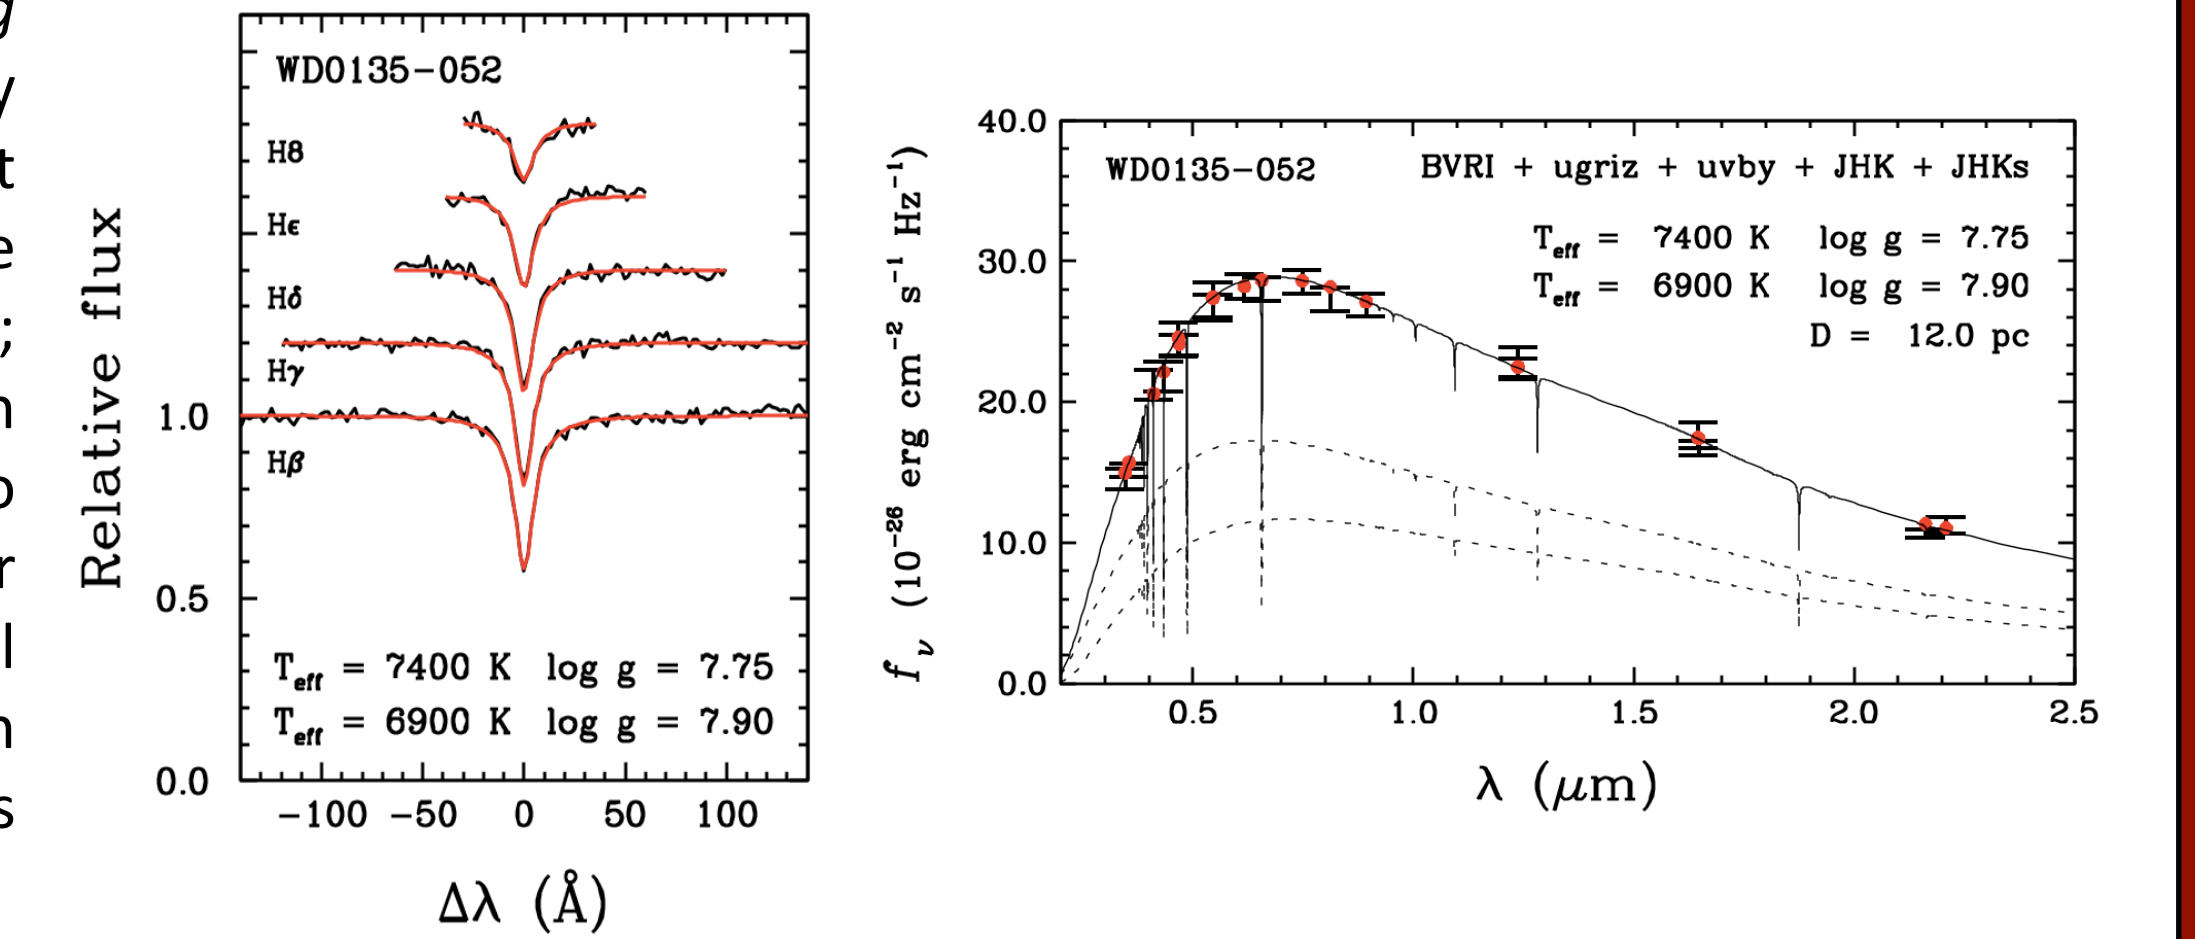 g
y
t
e
;
n
o
r
l
n
s
WD0135-052
H8
Hϵ
Hδ
Hγ
Hβ
T_eff = 7400 K log g = 7.75
T_eff = 6900 K log g = 7.90
Relative flux
1.0
0.5
0.0
-100 -50 0 50 100
Δλ (Å)
WD0135-052 BVRI + ugriz + uvby + JHK + JHKs
T_eff = 7400 K log g = 7.75
T_eff = 6900 K log g = 7.90
D = 12.0 pc
f_ν (10⁻²⁶ erg cm⁻² s⁻¹ Hz⁻¹)
40.0
30.0
20.0
10.0
0.0
0.5 1.0 1.5 2.0 2.5
λ (μm)